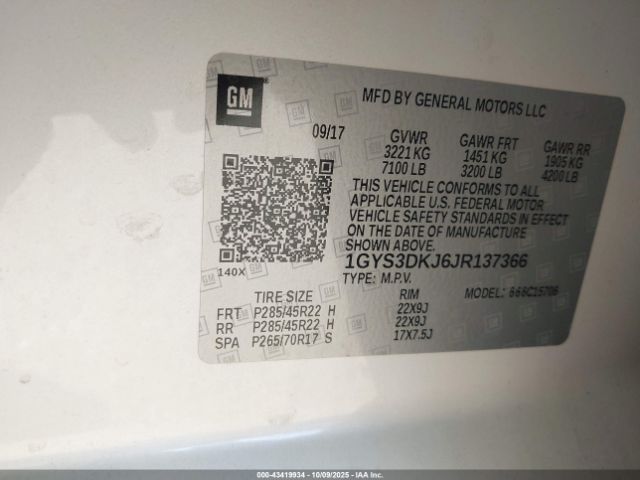 GM
MFD BY GENERAL MOTORS LLC
09/17 GVWR GAWR FRT GAWR RR
3221 KG 1451 KG 1905 KG
7100 LB 3200 LB 4200 LB
THIS VEHICLE CONFORMS TO ALL
APPLICABLE U.S. FEDERAL MOTOR
VEHICLE SAFETY STANDARDS IN EFFECT
ON THE DATE OF MANUFACTURE
SHOWN ABOVE.
1GYS3DKJ6JR137366
140X
TYPE: M.P.V. MODEL:
TIRE SIZE RIM
FRT P285/45R22 H 22X9J
RR P285/45R22 H 22X9J
SPA P265/70R17 S 17X7.5J
000-43419934 | 10/09/2025 | IAA Inc.